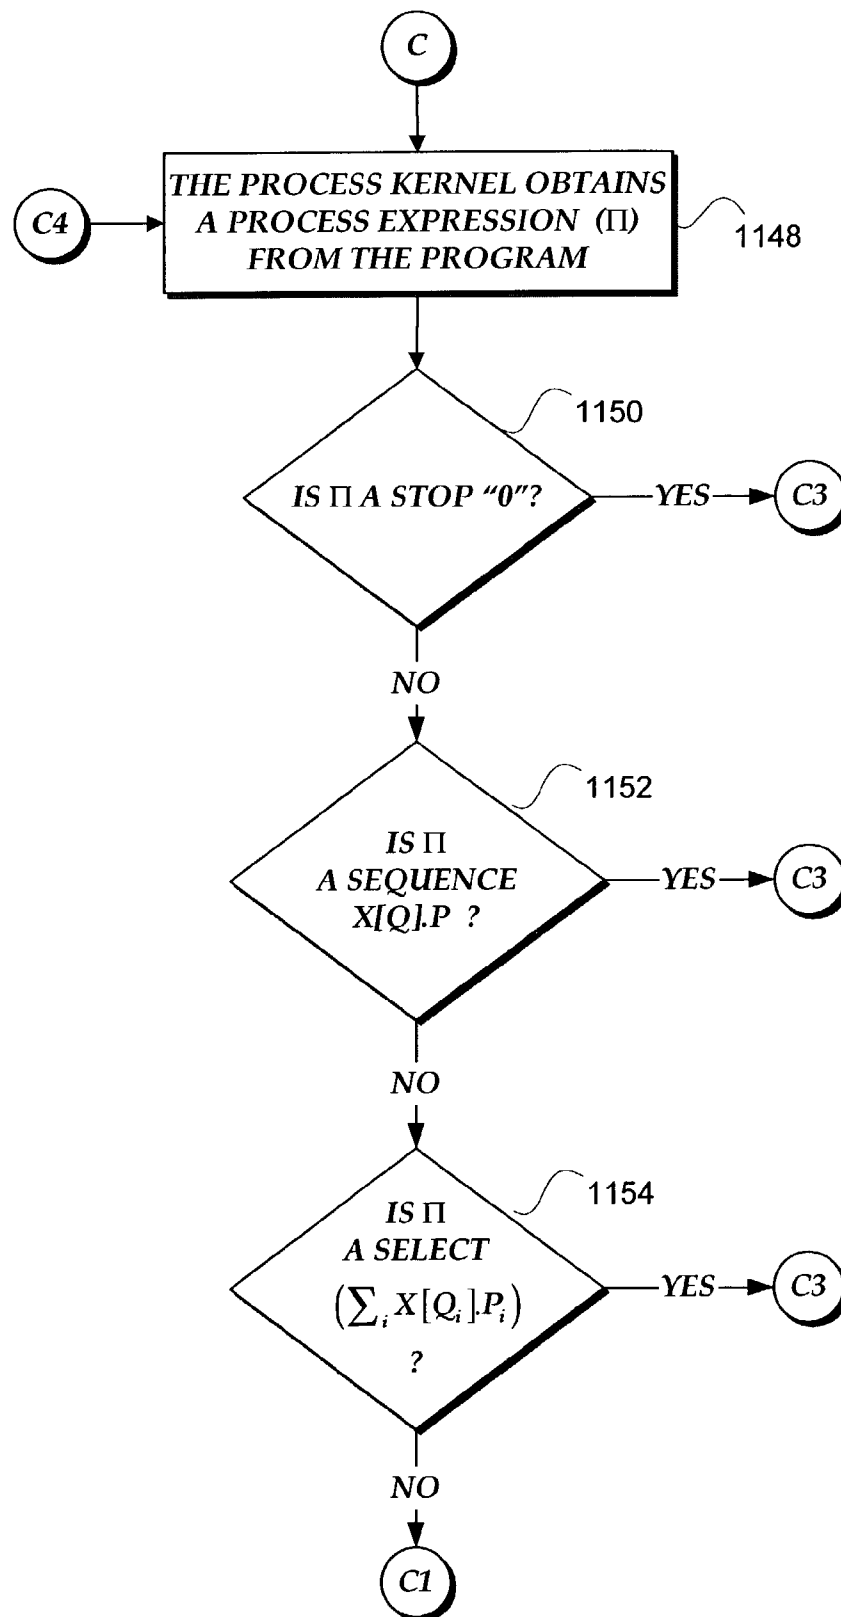 C
THE PROCESS KERNEL OBTAINS
A PROCESS EXPRESSION (Π)
FROM THE PROGRAM
C4
1148
1150
IS Π A STOP “0”?
YES
C3
NO
1152
IS Π
A SEQUENCE
X[Q].P ?
YES
C3
NO
1154
IS Π
A SELECT
(∑ᵢ X[Qᵢ].Pᵢ)
?
YES
C3
NO
C1